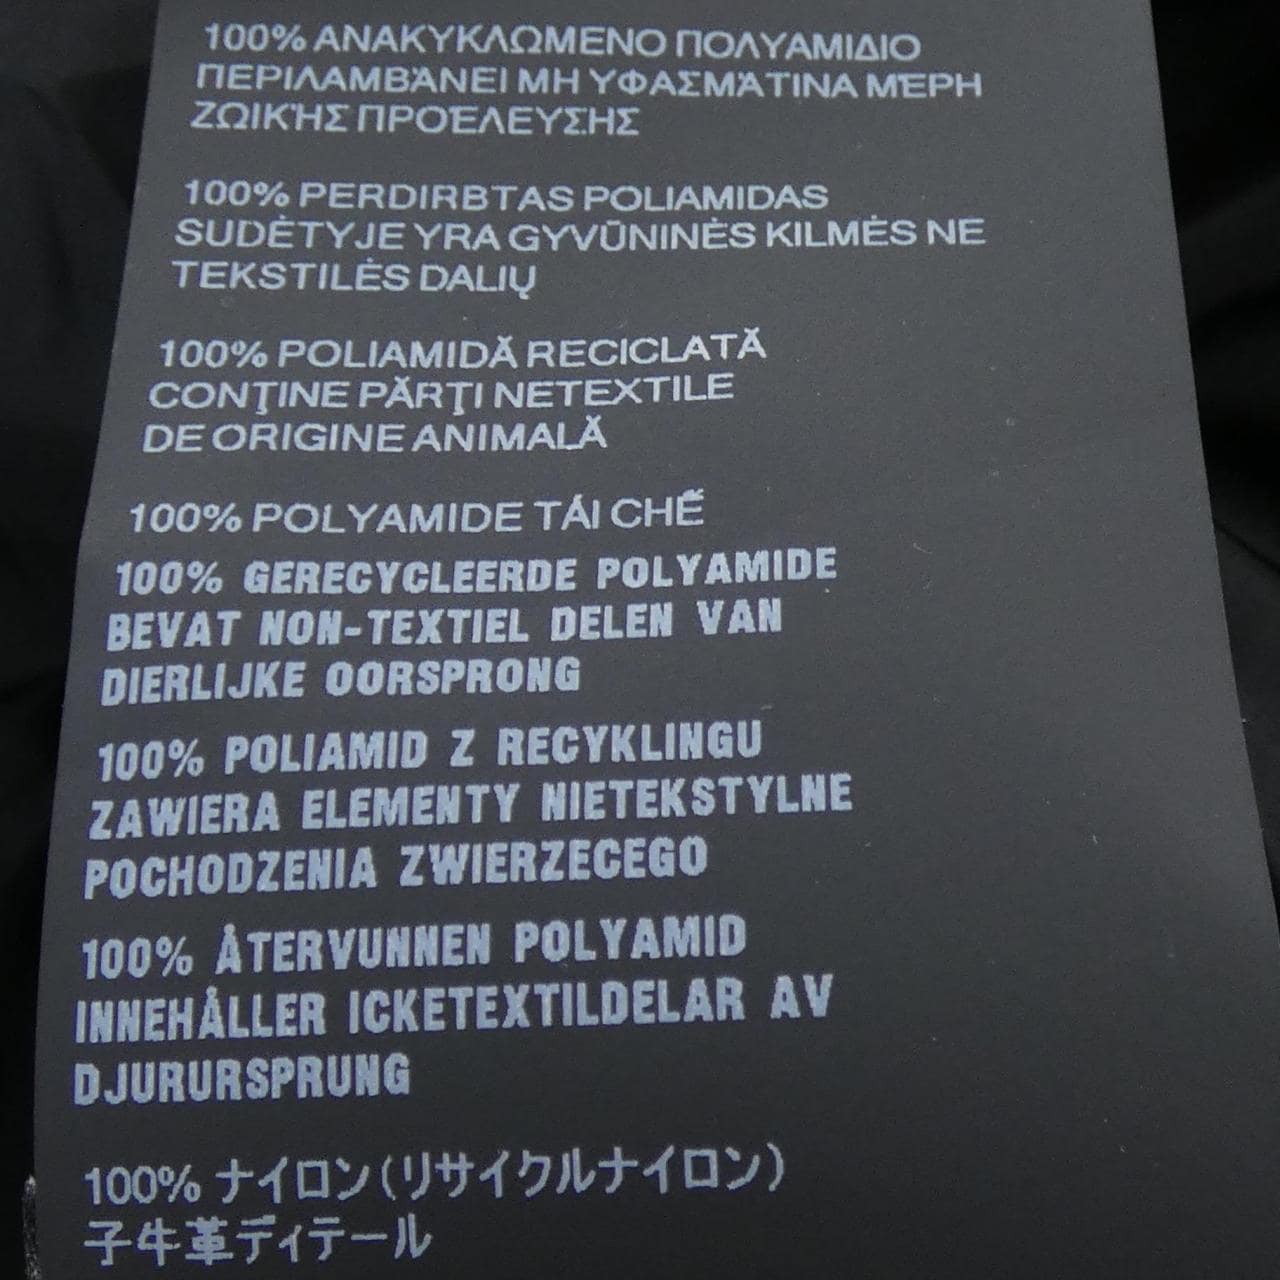 100% ΑΝΑΚΥΚΛΩΜΕΝΟ ΠΟΛΥΑΜΙΔΙΟ
ΠΕΡΙΛΑΜΒΆΝΕΙ ΜΗ ΥΦΑΣΜΆΤΙΝΑ ΜΈΡΗ
ΖΩΙΚΉΣ ΠΡΟΈΛΕΥΣΗΣ
100% PERDIRBTAS POLIAMIDAS
SUDĖTYJE YRA GYVŪNINĖS KILMĖS NE
TEKSTILĖS DALIŲ
100% POLIAMIDĂ RECICLATĂ
CONŢINE PĂRŢI NETEXTILE
DE ORIGINE ANIMALĂ
100% POLYAMIDE TÁI CHẾ
100% GERECYCLEERDE POLYAMIDE
BEVAT NON-TEXTIEL DELEN VAN
DIERLIJKE OORSPRONG
100% POLIAMID Z RECYKLINGU
ZAWIERA ELEMENTY NIETEKSTYLNE
POCHODZENIA ZWIERZECEGO
100% ÅTERVUNNEN POLYAMID
INNEHÅLLER ICKETEXTILDELAR AV
DJURURSPRUNG
100% ナイロン(リサイクルナイロン)
子牛革ディテール